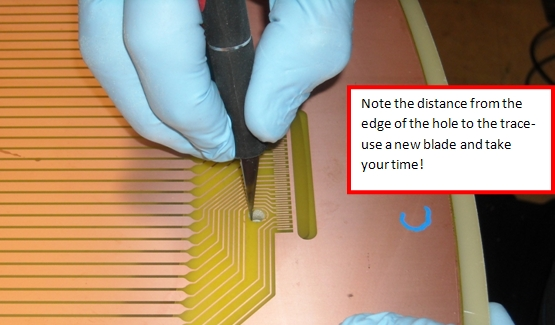 Note the distance from the
edge of the hole to the trace-
use a new blade and take
your time!